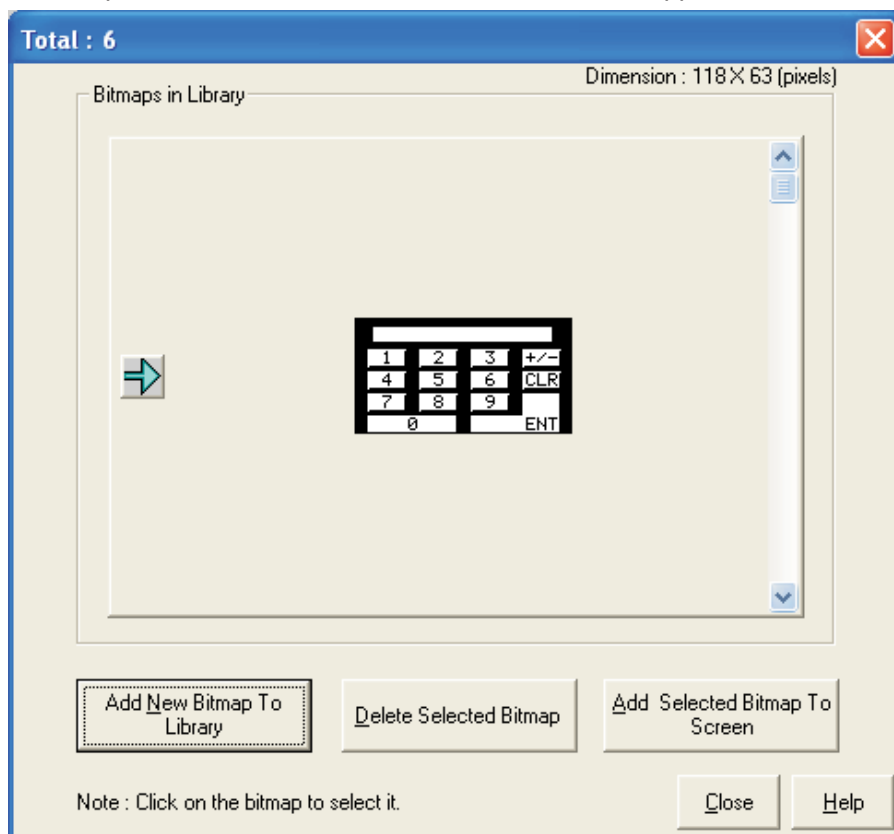 Total : 6
Dimension : 118 X 63 (pixels)
Bitmaps in Library
1 2 3 +/-
4 5 6 CLR
7 8 9
0 ENT
Add New Bitmap To
Library
Delete Selected Bitmap
Add Selected Bitmap To
Screen
Note : Click on the bitmap to select it.
Close
Help